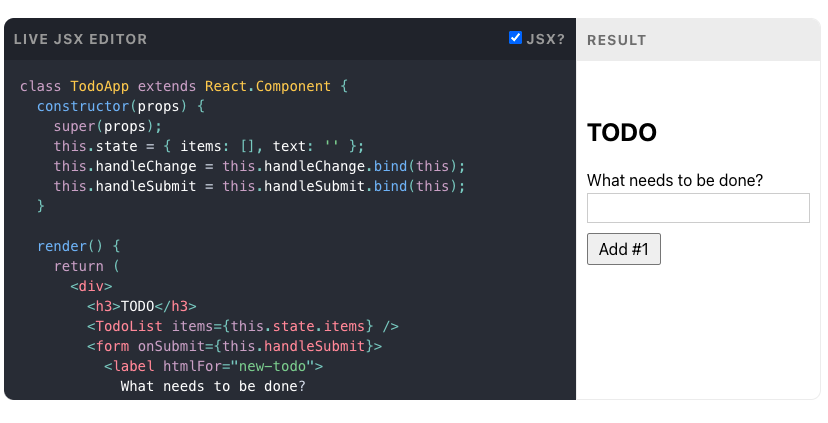 LIVE JSX EDITOR
JSX?
class TodoApp extends React.Component {
  constructor(props) {
    super(props);
    this.state = { items: [], text: '' };
    this.handleChange = this.handleChange.bind(this);
    this.handleSubmit = this.handleSubmit.bind(this);
  }

  render() {
    return (
      <div>
        <h3>TODO</h3>
        <TodoList items={this.state.items} />
        <form onSubmit={this.handleSubmit}>
          <label htmlFor="new-todo">
            What needs to be done?
RESULT
TODO
What needs to be done?
Add #1